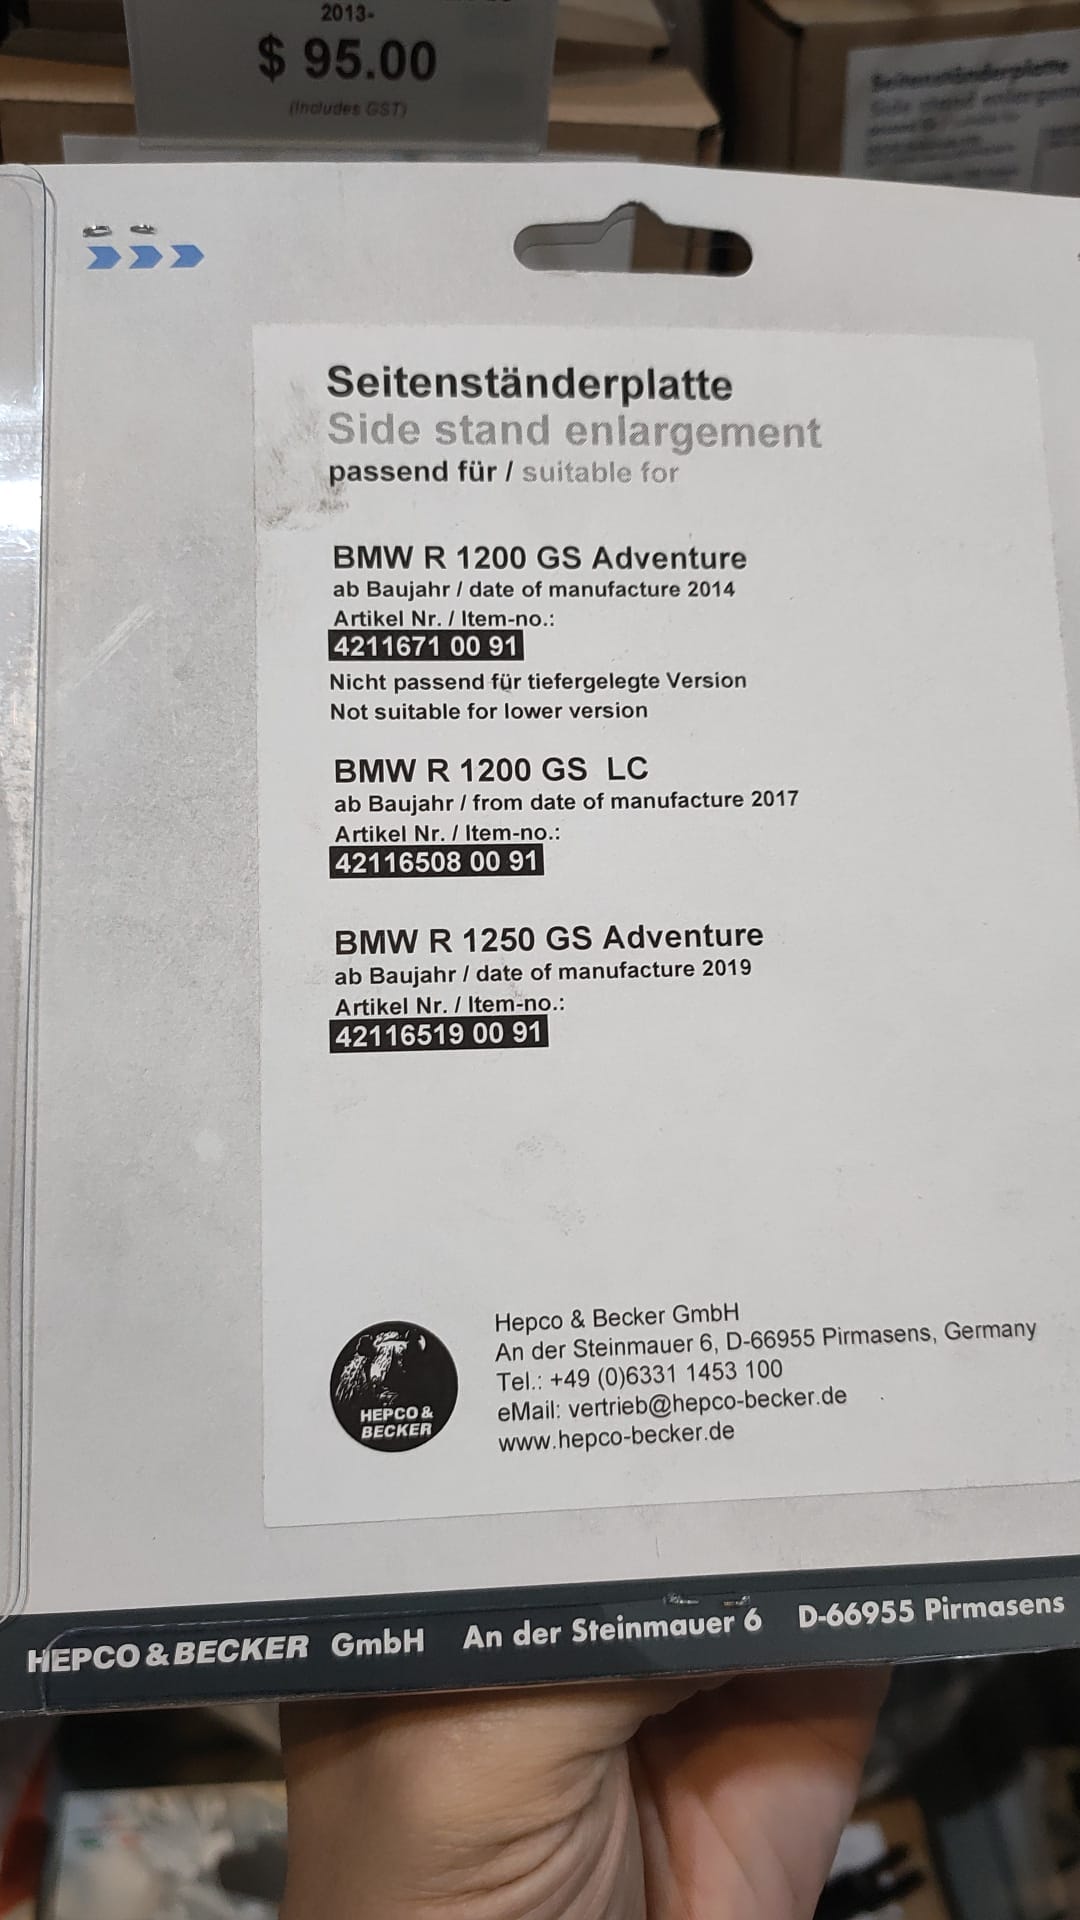 2013-
$ 95.00
(Includes GST)
Seitenständerplatte
Side stand enlargement
passend für / suitable for
BMW R 1200 GS Adventure
ab Baujahr / date of manufacture 2014
Artikel Nr. / Item-no.:
4211671 00 91
Nicht passend für tiefergelegte Version
Not suitable for lower version
BMW R 1200 GS  LC
ab Baujahr / from date of manufacture 2017
Artikel Nr. / Item-no.:
42116508 00 91
BMW R 1250 GS Adventure
ab Baujahr / date of manufacture 2019
Artikel Nr. / Item-no.:
42116519 00 91
HEPCO &
BECKER
Hepco & Becker GmbH
An der Steinmauer 6, D-66955 Pirmasens, Germany
Tel.: +49 (0)6331 1453 100
eMail: vertrieb@hepco-becker.de
www.hepco-becker.de
HEPCO & BECKER GmbH An der Steinmauer 6 D-66955 Pirmasens
Seitenständerplatte
Side stand